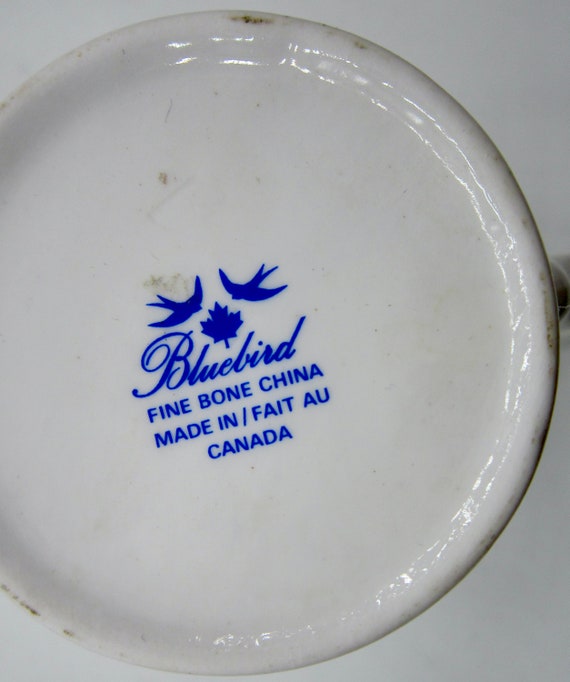 Bluebird
FINE BONE CHINA
MADE IN / FAIT AU
CANADA